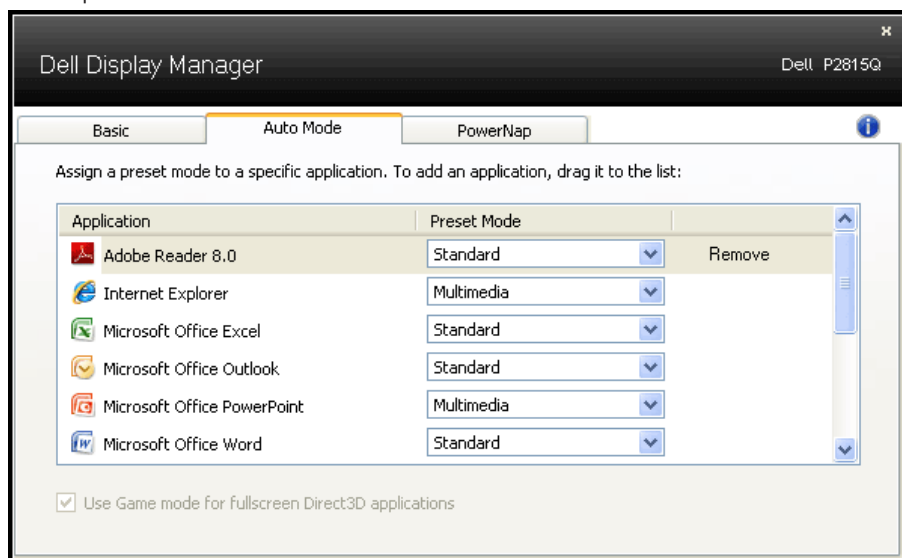 x
Dell Display Manager Dell P2815Q
Basic Auto Mode PowerNap
Assign a preset mode to a specific application. To add an application, drag it to the list:
Application Preset Mode
Adobe Reader 8.0 Standard Remove
Internet Explorer Multimedia
Microsoft Office Excel Standard
Microsoft Office Outlook Standard
Microsoft Office PowerPoint Multimedia
Microsoft Office Word Standard
Use Game mode for fullscreen Direct3D applications